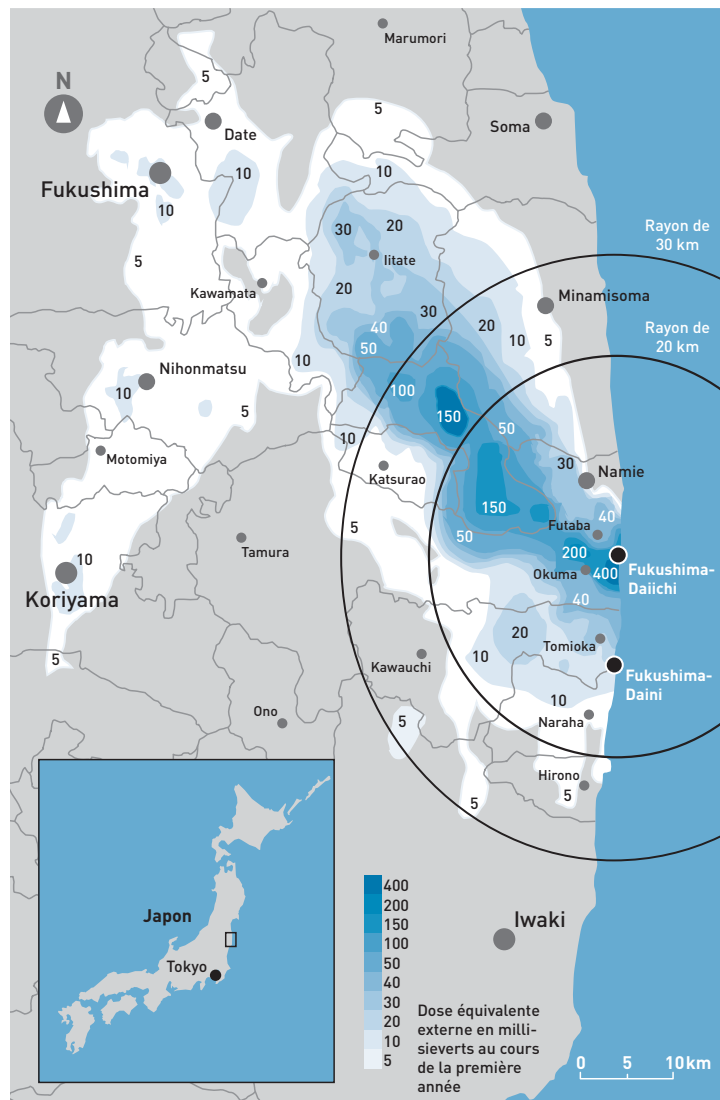 Marumori
5
5
N
Date
Soma
Fukushima
10
10
10
Rayon de
30 km
30
20
Iitate
5
Kawamata
20
30
Minamisoma
20
40
10
5
Rayon de
20 km
50
10
Nihonmatsu
10
100
150
5
50
10
Motomiya
Katsurao
30
Namie
150
40
5
Futaba
50
Tamura
200
10
Okuma
400
Fukushima-
Daiichi
Koriyama
40
20
Tomioka
5
Kawauchi
10
Fukushima-
Daini
10
Ono
5
Naraha
Hirono
5
5
Japon
Tokyo
400
200
150
100
50
40
30
20
10
5
Iwaki
Dose équivalente
externe en milli-
sieverts au cours
de la première
année
0 5 10 km